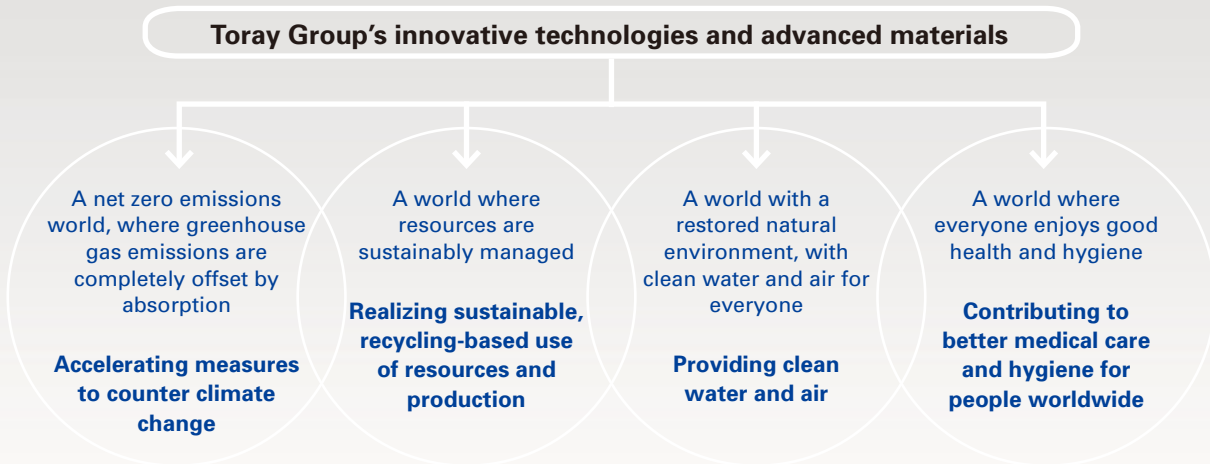 Toray Group's innovative technologies and advanced materials
A net zero emissions
world, where greenhouse
gas emissions are
completely offset by
absorption
Accelerating measures
to counter climate
change
A world where
resources are
sustainably managed
Realizing sustainable,
recycling-based use
of resources and
production
A world with a
restored natural
environment, with
clean water and air for
everyone
Providing clean
water and air
A world where
everyone enjoys good
health and hygiene
Contributing to
better medical care
and hygiene for
people worldwide